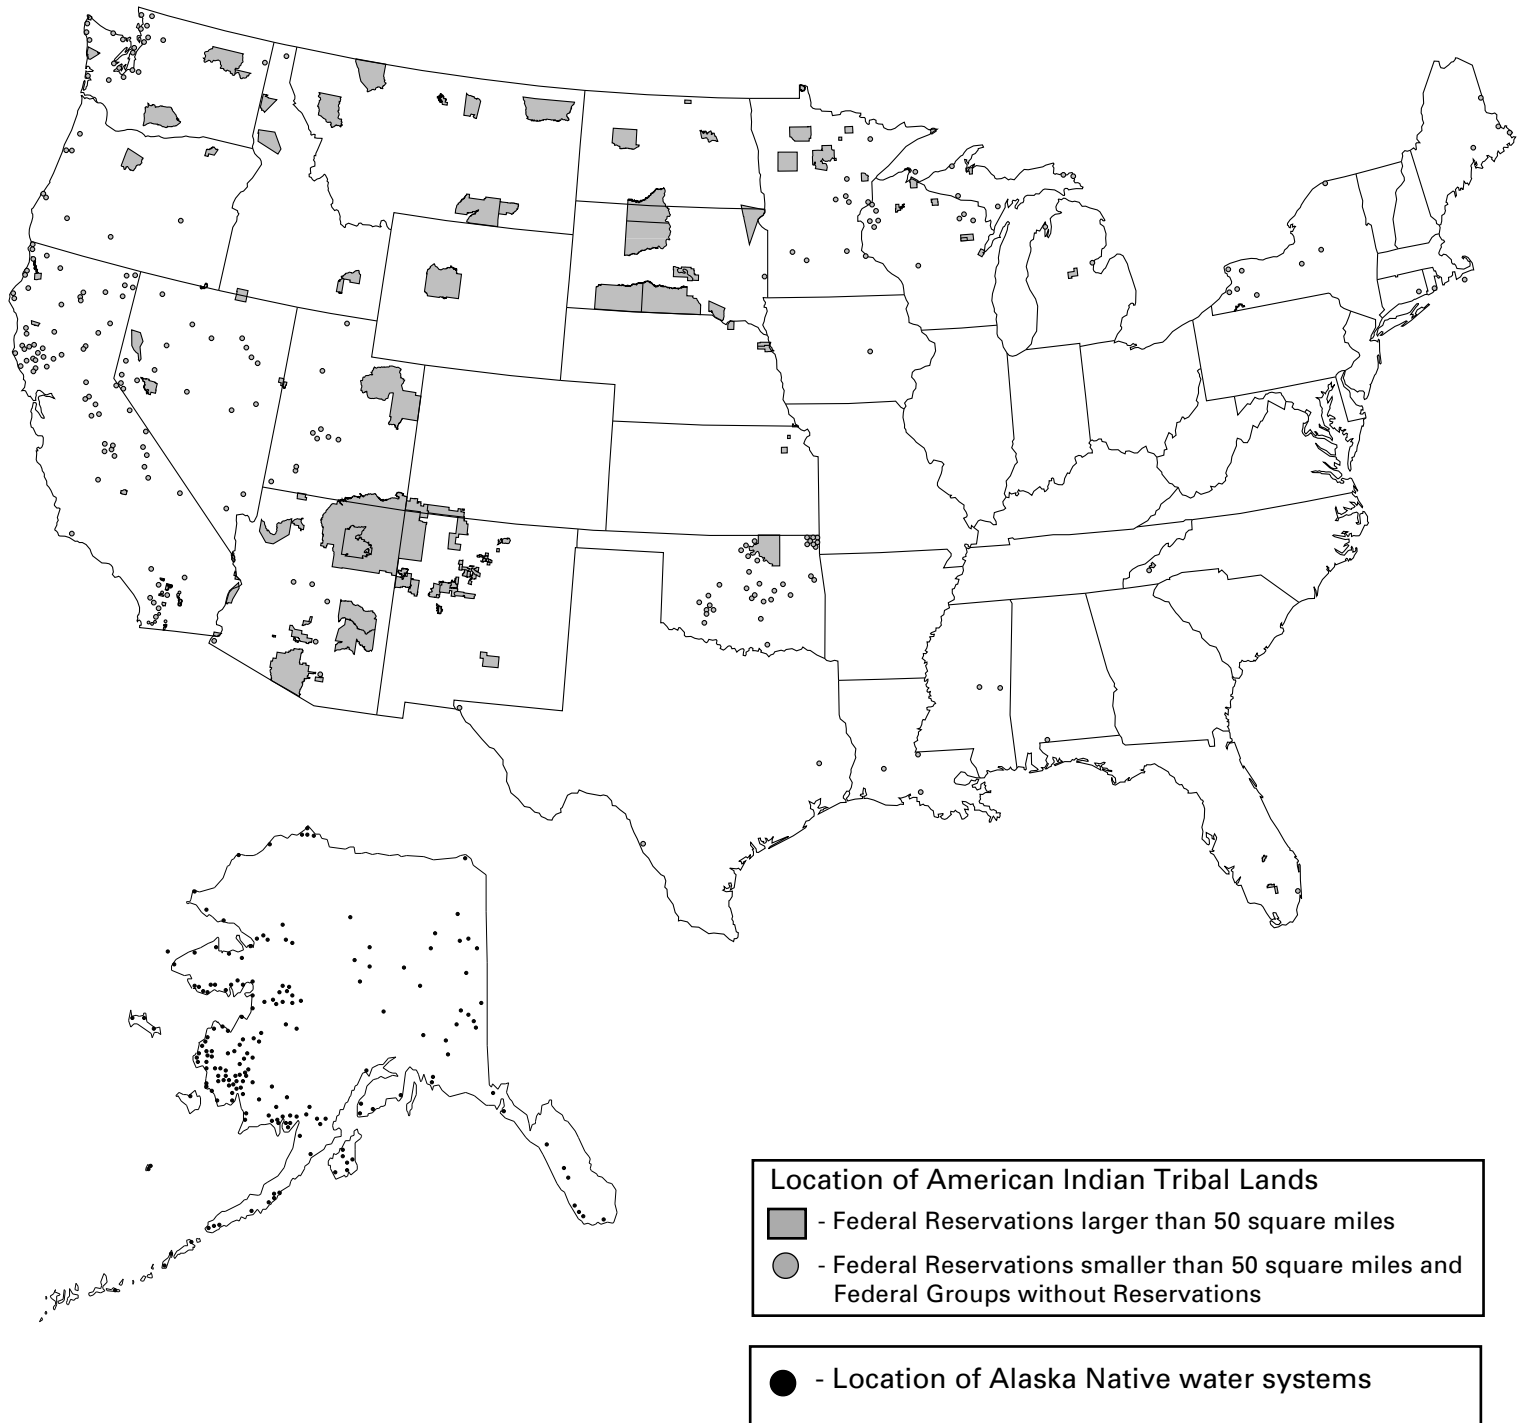 Location of American Indian Tribal Lands
- Federal Reservations larger than 50 square miles
- Federal Reservations smaller than 50 square miles and
Federal Groups without Reservations
- Location of Alaska Native water systems